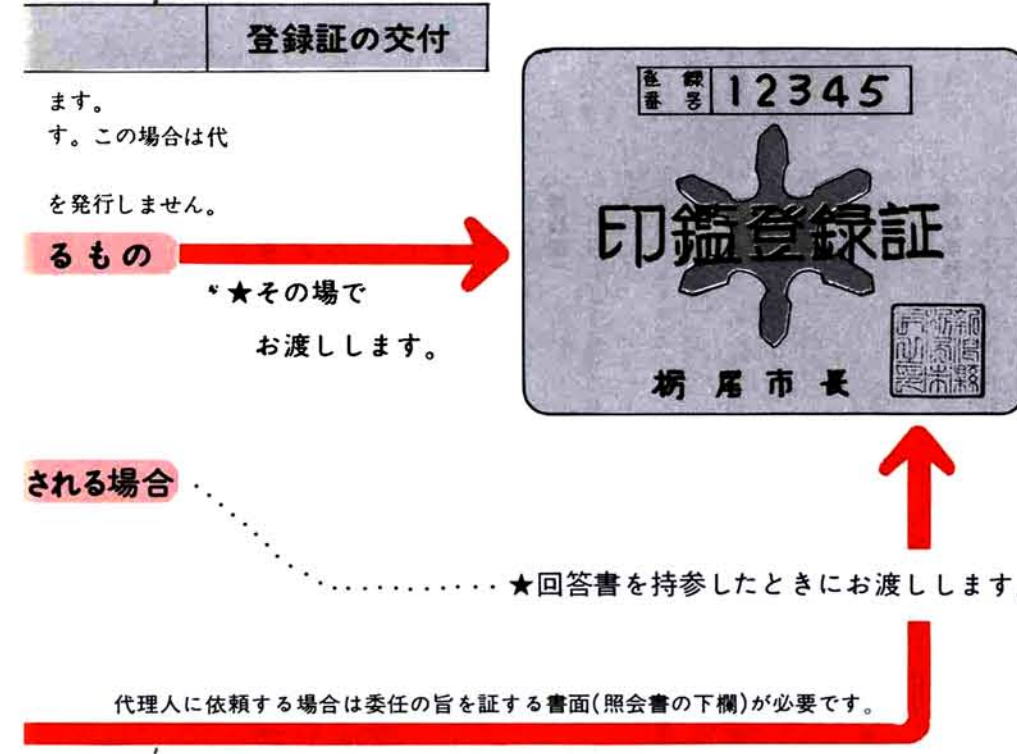 登録証の交付
ます。
す。この場合は代
を発行しません。
るもの
★その場で
お渡しします。
登録番号 12345
印鑑登録証
栃尾市長
される場合
★回答書を持参したときにお渡しします
代理人に依頼する場合は委任の旨を証する書面(照会書の下欄)が必要です。